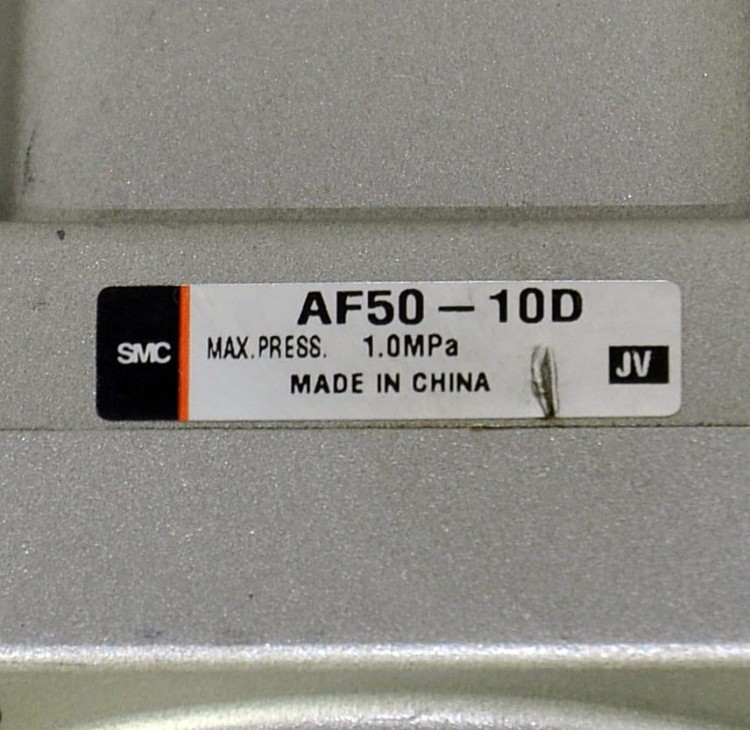 AF50-10D
SMC
MAX. PRESS. 1.0MPa
JV
MADE IN CHINA